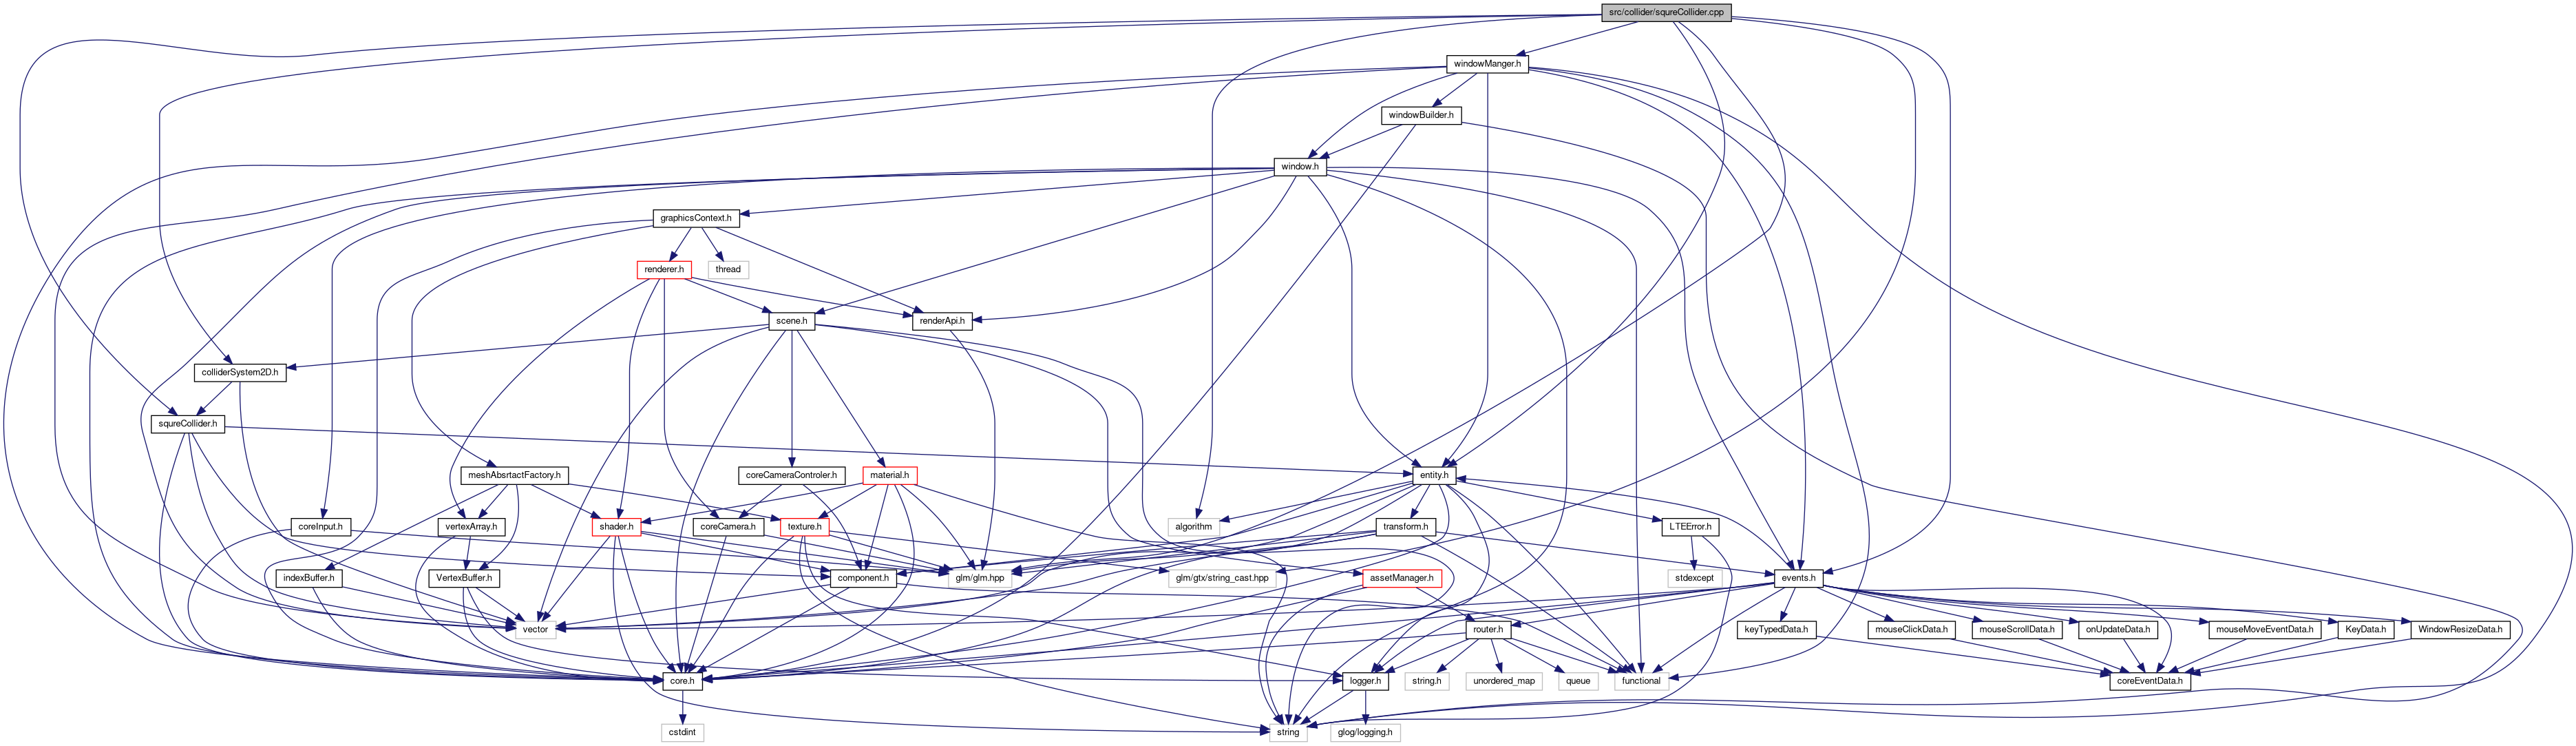 src/collider/squreCollider.cpp
windowManger.h
windowBuilder.h
window.h
graphicsContext.h
renderer.h
thread
scene.h
renderApi.h
colliderSystem2D.h
squreCollider.h
meshAbsrtactFactory.h
coreCameraControler.h
material.h
entity.h
coreInput.h
vertexArray.h
shader.h
coreCamera.h
texture.h
algorithm
transform.h
LTEError.h
indexBuffer.h
VertexBuffer.h
component.h
glm/glm.hpp
glm/gtx/string_cast.hpp
assetManager.h
stdexcept
events.h
vector
router.h
keyTypedData.h
mouseClickData.h
mouseScrollData.h
onUpdateData.h
mouseMoveEventData.h
KeyData.h
WindowResizeData.h
core.h
logger.h
string.h
unordered_map
queue
functional
coreEventData.h
cstdint
string
glog/logging.h